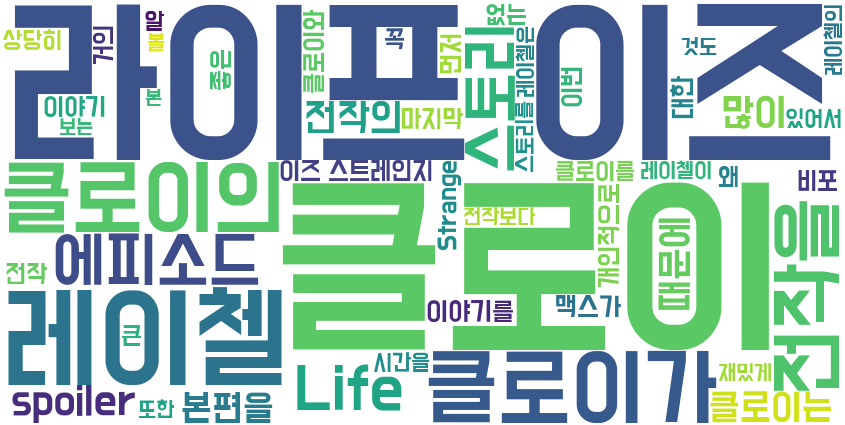 라이프 이즈
상당히
거의
알
볼
좋은
클로이와
꼭
먼저
스토리
없는
스토리를
레이첼은
이번
것도
대한
레이첼의
이야기
보는
본
전작의
마지막
많이
있어서
클로이의
이즈 스트레인지
Strange
클로이를
레이첼이
왜
비포
전작보다
개인적으로
때문에
전작을
에피소드
전작
클로이
레이첼
큰
이야기를
맥스가
시간을
Life
클로이가
재밌게
spoiler
또한
본편을
클로이는